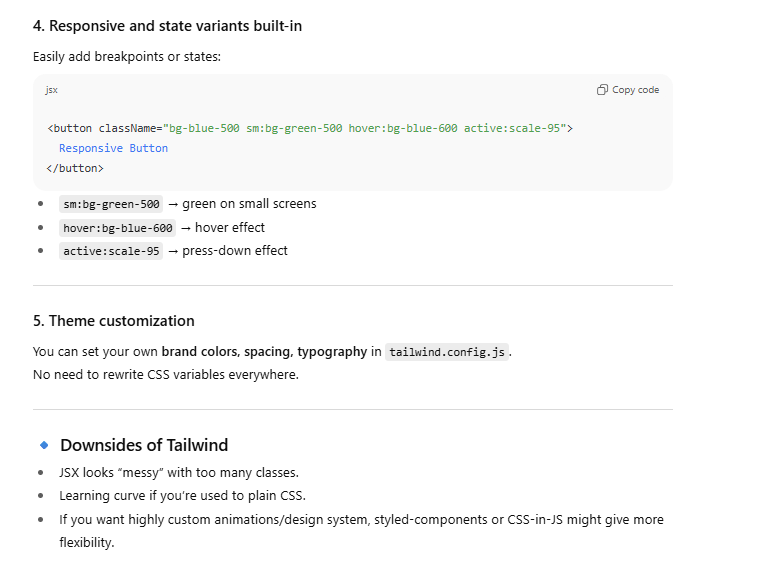 4. Responsive and state variants built-in
Easily add breakpoints or states:
jsx
Copy code
<button className="bg-blue-500 sm:bg-green-500 hover:bg-blue-600 active:scale-95">
Responsive Button
</button>
• sm:bg-green-500 → green on small screens
• hover:bg-blue-600 → hover effect
• active:scale-95 → press-down effect
5. Theme customization
You can set your own brand colors, spacing, typography in tailwind.config.js.
No need to rewrite CSS variables everywhere.
🔹 Downsides of Tailwind
• JSX looks “messy” with too many classes.
• Learning curve if you’re used to plain CSS.
• If you want highly custom animations/design system, styled-components or CSS-in-JS might give more
flexibility.